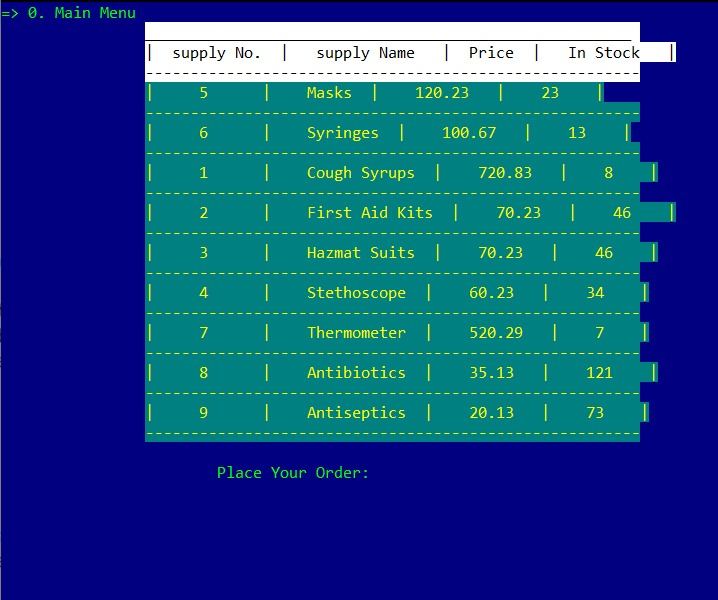 => 0. Main Menu
______________________________________________________
|  supply No.  |   supply Name   |  Price  |   In Stock   |
-------------------------------------------------------
|     5      |    Masks  |    120.23   |    23    |
-------------------------------------------------------
|     6      |    Syringes  |    100.67   |    13    |
-------------------------------------------------------
|     1      |    Cough Syrups  |    720.83   |    8    |
-------------------------------------------------------
|     2      |    First Aid Kits  |    70.23   |    46    |
-------------------------------------------------------
|     3      |    Hazmat Suits  |    70.23   |    46    |
-------------------------------------------------------
|     4      |    Stethoscope  |    60.23   |    34    |
-------------------------------------------------------
|     7      |    Thermometer  |    520.29   |    7    |
-------------------------------------------------------
|     8      |    Antibiotics  |    35.13   |    121    |
-------------------------------------------------------
|     9      |    Antiseptics  |    20.13   |    73    |
-------------------------------------------------------
Place Your Order: